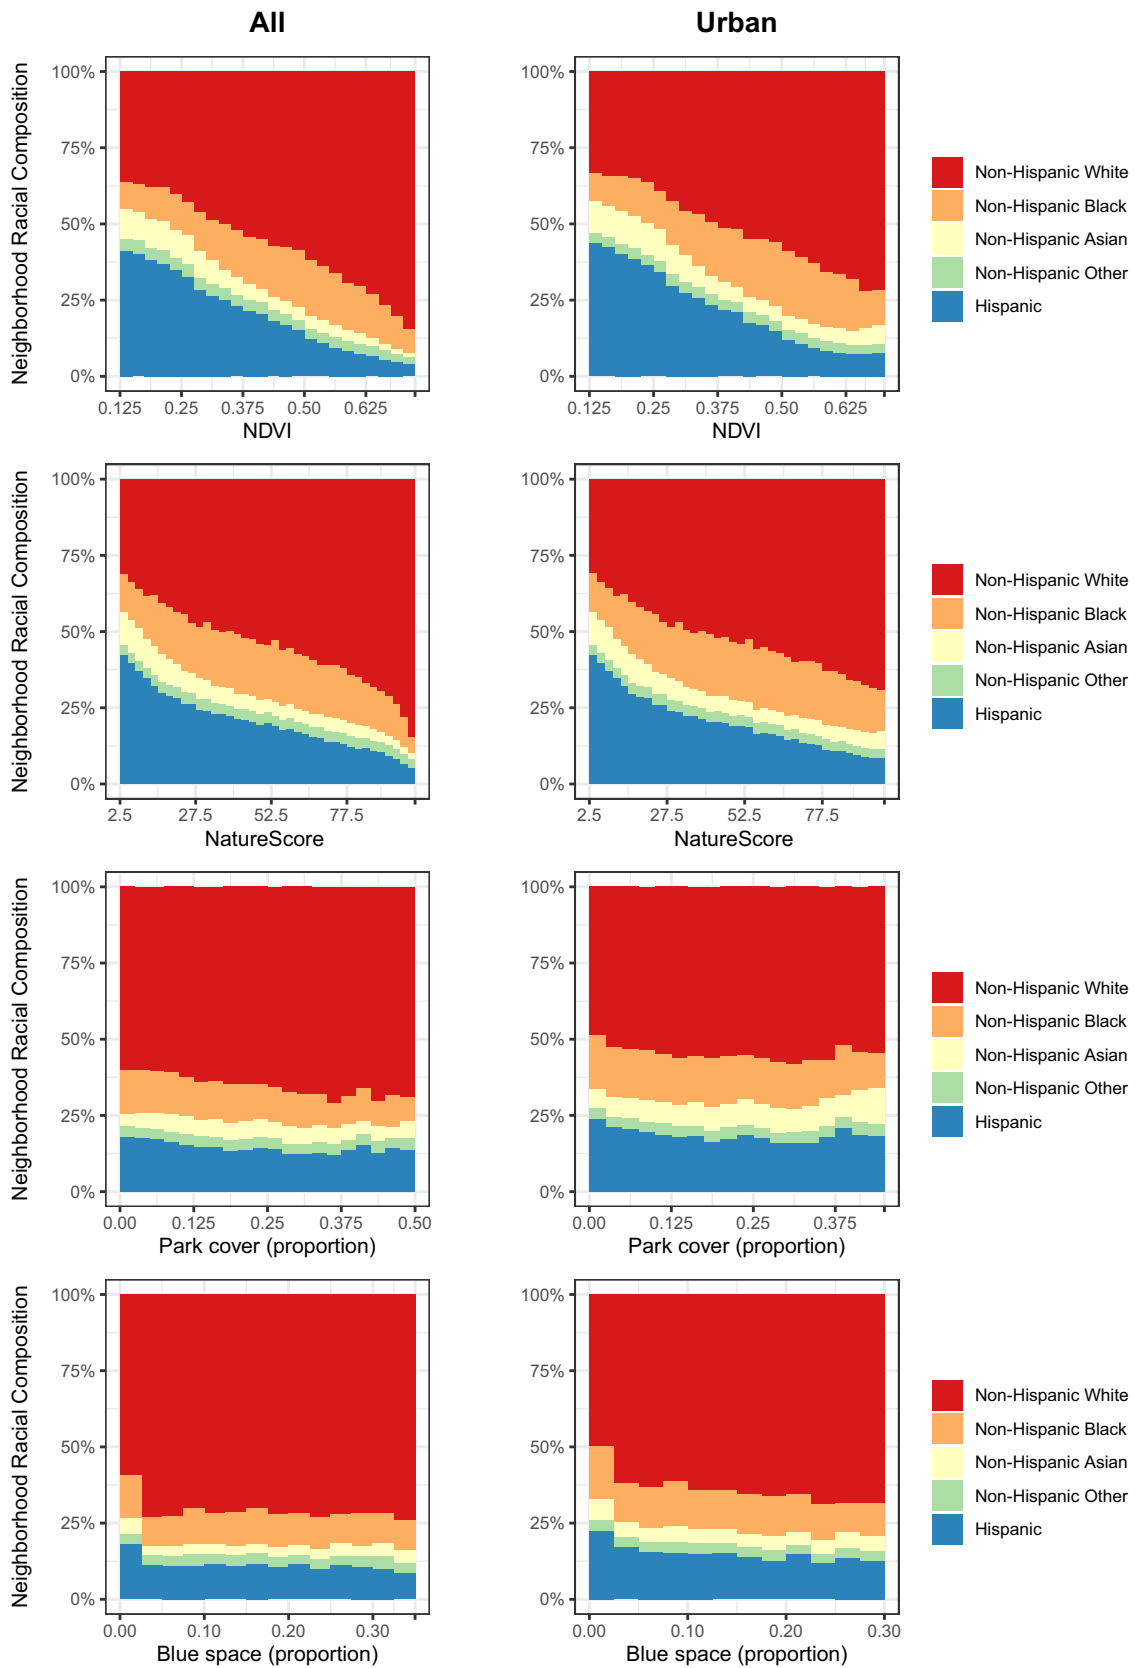 All
Urban
Neighborhood Racial Composition
100%
75%
50%
25%
0%
0.125 0.25 0.375 0.50 0.625
NDVI
100%
75%
50%
25%
0%
0.125 0.25 0.375 0.50 0.625
NDVI
Non-Hispanic White
Non-Hispanic Black
Non-Hispanic Asian
Non-Hispanic Other
Hispanic
Neighborhood Racial Composition
100%
75%
50%
25%
0%
2.5 27.5 52.5 77.5
NatureScore
100%
75%
50%
25%
0%
2.5 27.5 52.5 77.5
NatureScore
Non-Hispanic White
Non-Hispanic Black
Non-Hispanic Asian
Non-Hispanic Other
Hispanic
Neighborhood Racial Composition
100%
75%
50%
25%
0%
0.00 0.125 0.25 0.375 0.50
Park cover (proportion)
100%
75%
50%
25%
0%
0.00 0.125 0.25 0.375
Park cover (proportion)
Non-Hispanic White
Non-Hispanic Black
Non-Hispanic Asian
Non-Hispanic Other
Hispanic
Neighborhood Racial Composition
100%
75%
50%
25%
0%
0.00 0.10 0.20 0.30
Blue space (proportion)
100%
75%
50%
25%
0%
0.00 0.10 0.20 0.30
Blue space (proportion)
Non-Hispanic White
Non-Hispanic Black
Non-Hispanic Asian
Non-Hispanic Other
Hispanic